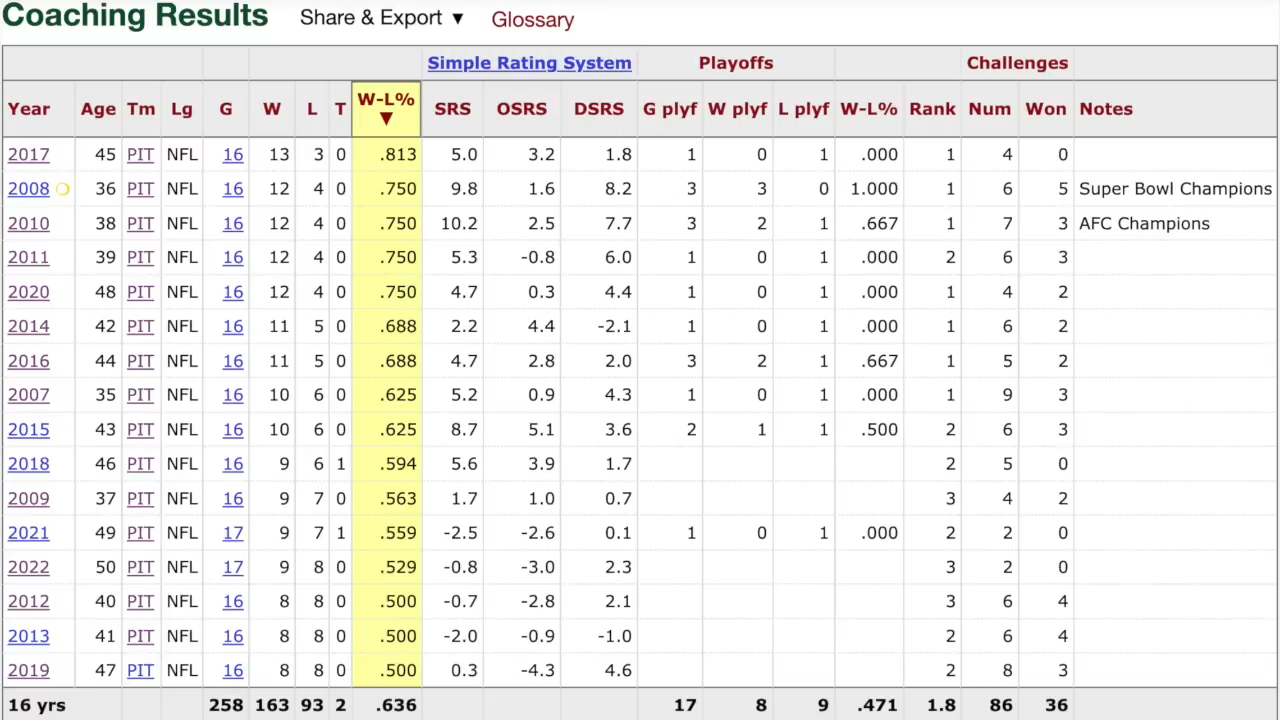 Coaching Results Share & Export ▼ Glossary
Simple Rating System Playoffs Challenges
Year Age Tm Lg G W L T W-L% ▼ SRS OSRS DSRS G plyf W plyf L plyf W-L% Rank Num Won Notes
2017 45 PIT NFL 16 13 3 0 .813 5.0 3.2 1.8 1 0 1 .000 1 4 0
2008 36 PIT NFL 16 12 4 0 .750 9.8 1.6 8.2 3 3 0 1.000 1 6 5 Super Bowl Champions
2010 38 PIT NFL 16 12 4 0 .750 10.2 2.5 7.7 3 2 1 .667 1 7 3 AFC Champions
2011 39 PIT NFL 16 12 4 0 .750 5.3 -0.8 6.0 1 0 1 .000 2 6 3
2020 48 PIT NFL 16 12 4 0 .750 4.7 0.3 4.4 1 0 1 .000 1 4 2
2014 42 PIT NFL 16 11 5 0 .688 2.2 4.4 -2.1 1 0 1 .000 1 6 2
2016 44 PIT NFL 16 11 5 0 .688 4.7 2.8 2.0 3 2 1 .667 1 5 2
2007 35 PIT NFL 16 10 6 0 .625 5.2 0.9 4.3 1 0 1 .000 1 9 3
2015 43 PIT NFL 16 10 6 0 .625 8.7 5.1 3.6 2 1 1 .500 2 6 3
2018 46 PIT NFL 16 9 6 1 .594 5.6 3.9 1.7 2 5 0
2009 37 PIT NFL 16 9 7 0 .563 1.7 1.0 0.7 3 4 2
2021 49 PIT NFL 17 9 7 1 .559 -2.5 -2.6 0.1 1 0 1 .000 2 2 0
2022 50 PIT NFL 17 9 8 0 .529 -0.8 -3.0 2.3 3 2 0
2012 40 PIT NFL 16 8 8 0 .500 -0.7 -2.8 2.1 3 6 4
2013 41 PIT NFL 16 8 8 0 .500 -2.0 -0.9 -1.0 2 6 4
2019 47 PIT NFL 16 8 8 0 .500 0.3 -4.3 4.6 2 8 3
16 yrs 258 163 93 2 .636 17 8 9 .471 1.8 86 36